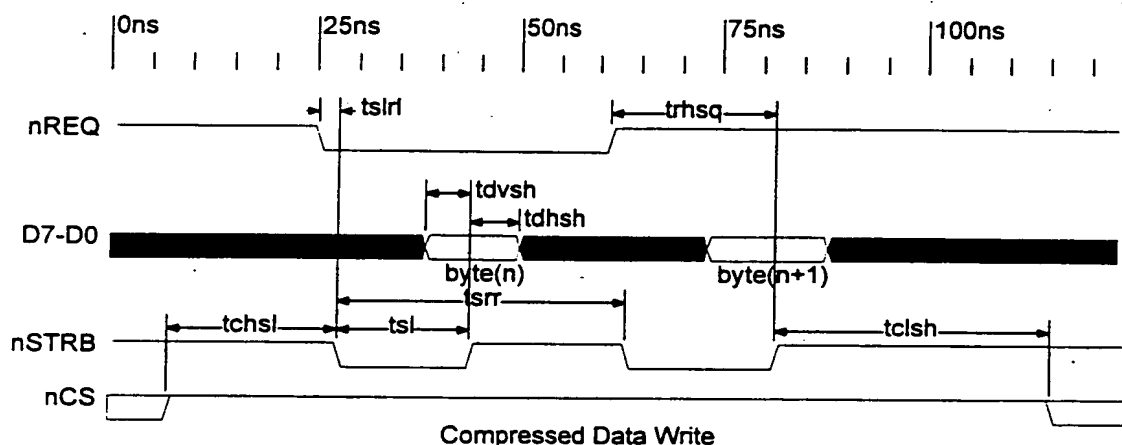 0ns 25ns 50ns 75ns 100ns
tslrl trhsq
nREQ
tdvsh
tdhsh
D7-D0
byte(n) byte(n+1)
tsrr
tchsl tsl tclsh
nSTRB
nCS
Compressed Data Write